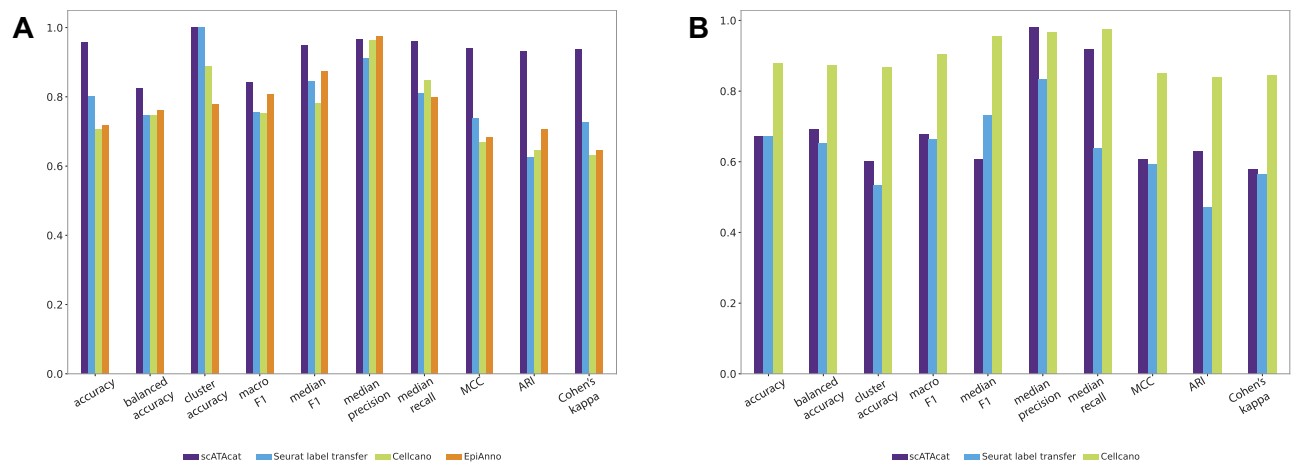 A
1.0
0.8
0.6
0.4
0.2
0.0
accuracy
balanced
accuracy
cluster
accuracy
macro
F1
median
F1
median
precision
median
recall
MCC
ARI
Cohen's
kappa
scATAcat Seurat label transfer Cellcano EpiAnno
B
1.0
0.8
0.6
0.4
0.2
0.0
accuracy
balanced
accuracy
cluster
accuracy
macro
F1
median
F1
median
precision
median
recall
MCC
ARI
Cohen's
kappa
scATAcat Seurat label transfer Cellcano